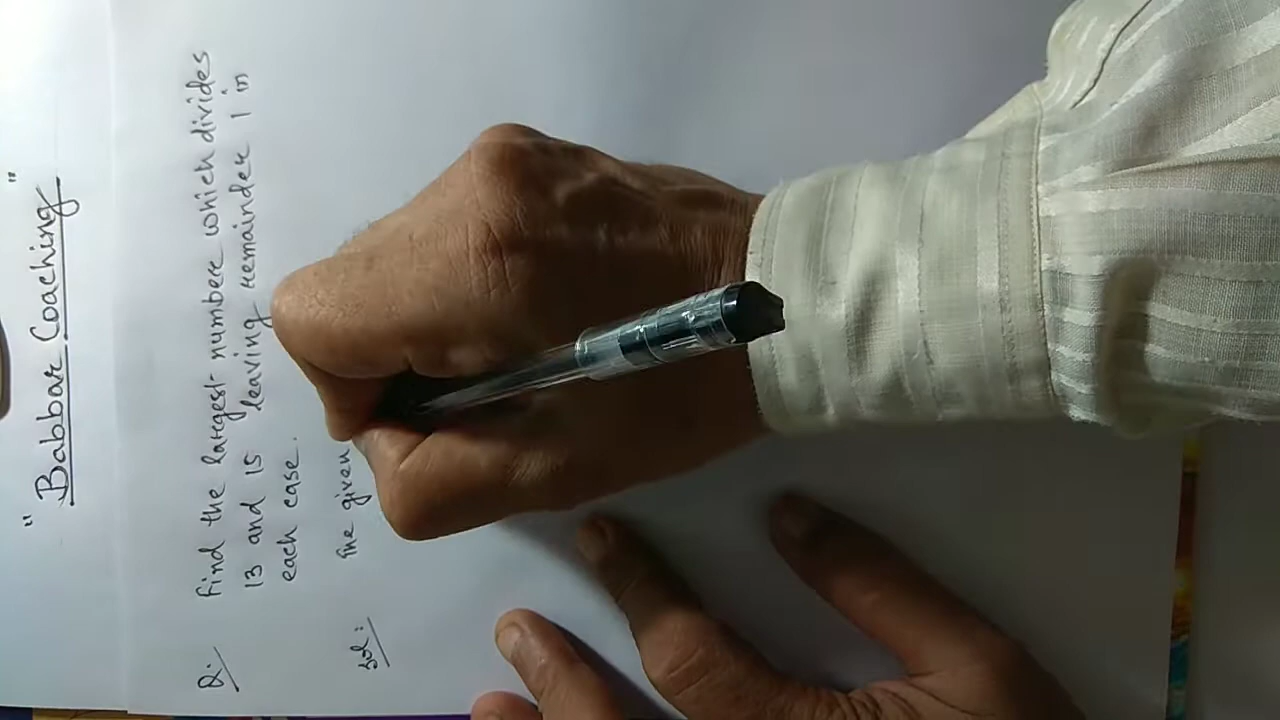 " Babbar Coaching "
Q:/ Find the largest number which divides
13 and 15 leaving remainder 1 in
each case.
Sol: The given